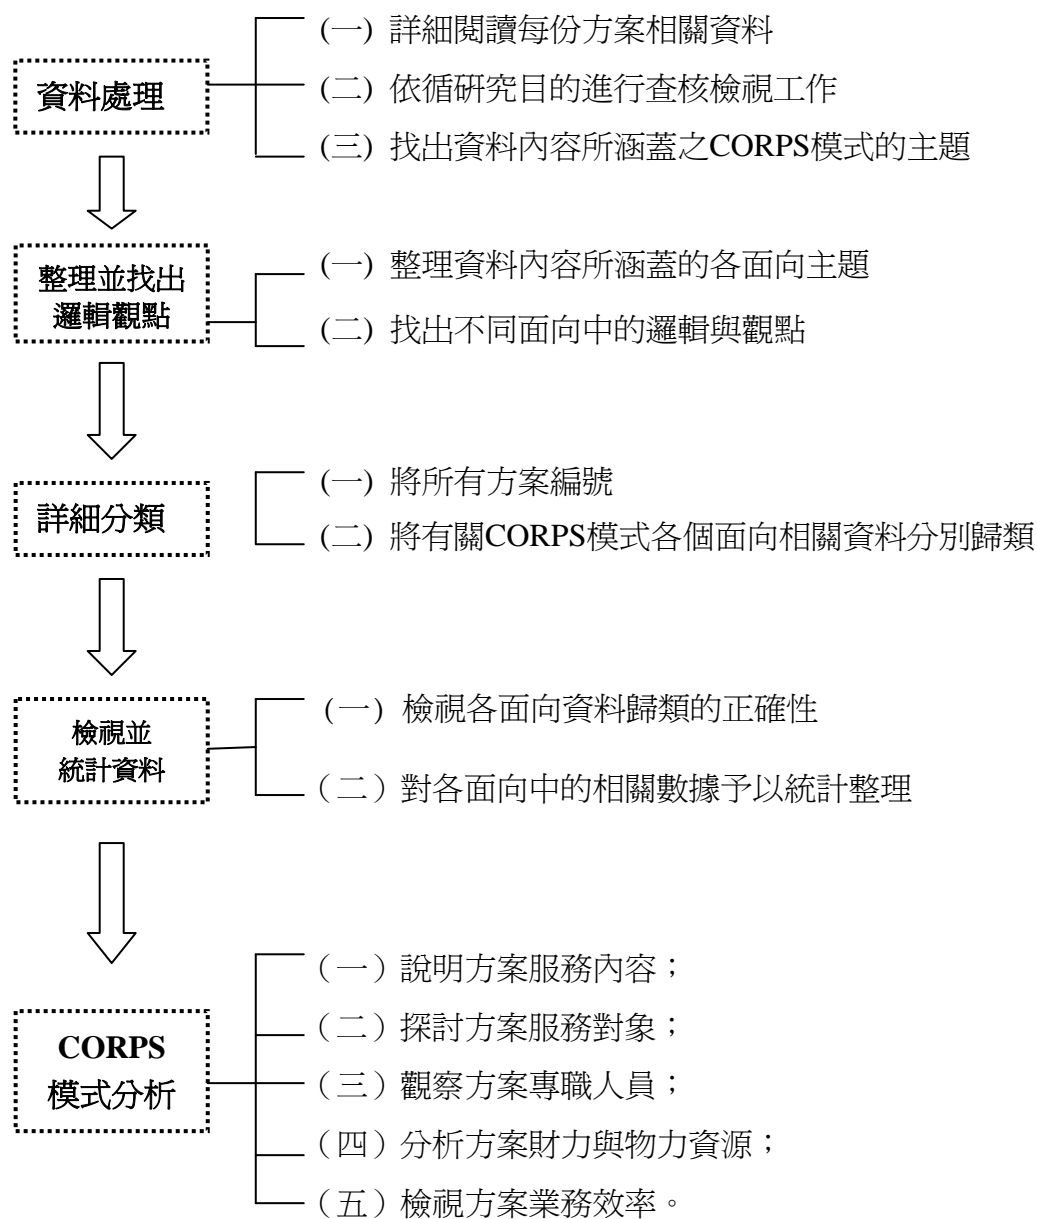 (一) 詳細閱讀每份方案相關資料
資料處理
(二) 依循研究目的進行查核檢視工作
(三) 找出資料內容所涵蓋之CORPS模式的主題
整理並找出
邏輯觀點
(一) 整理資料內容所涵蓋的各面向主題
(二) 找出不同面向中的邏輯與觀點
詳細分類
(一) 將所有方案編號
(二) 將有關CORPS模式各個面向相關資料分別歸類
檢視並
統計資料
(一) 檢視各面向資料歸類的正確性
（二）對各面向中的相關數據予以統計整理
CORPS
模式分析
（一）說明方案服務內容；
（二）探討方案服務對象；
（三）觀察方案專職人員；
（四）分析方案財力與物力資源；
（五）檢視方案業務效率。